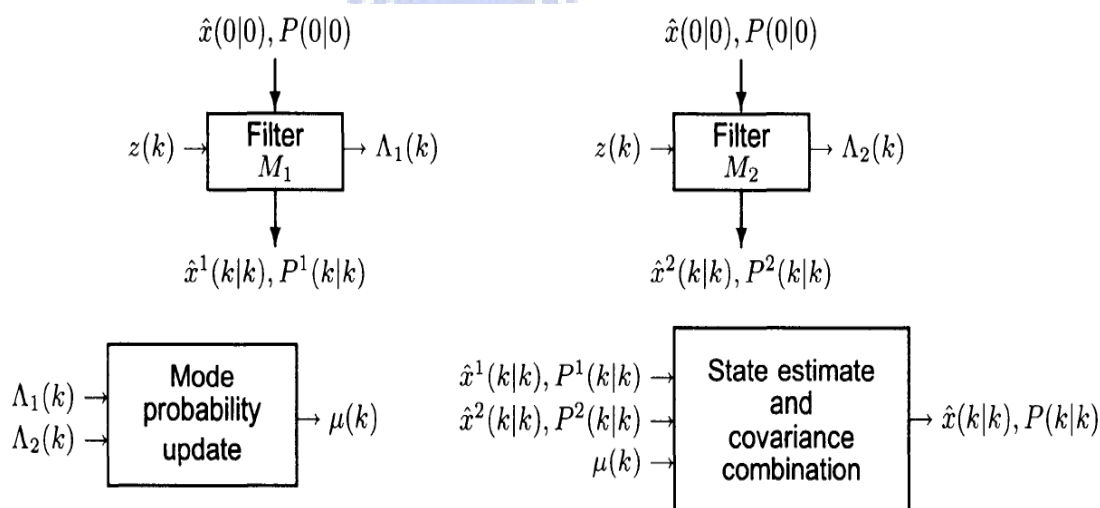 x̂(0|0), P(0|0)
z(k)
Filter
M₁
Λ₁(k)
x̂¹(k|k), P¹(k|k)
x̂(0|0), P(0|0)
z(k)
Filter
M₂
Λ₂(k)
x̂²(k|k), P²(k|k)
Λ₁(k)
Λ₂(k)
Mode
probability
update
μ(k)
x̂¹(k|k), P¹(k|k)
x̂²(k|k), P²(k|k)
μ(k)
State estimate
and
covariance
combination
x̂(k|k), P(k|k)